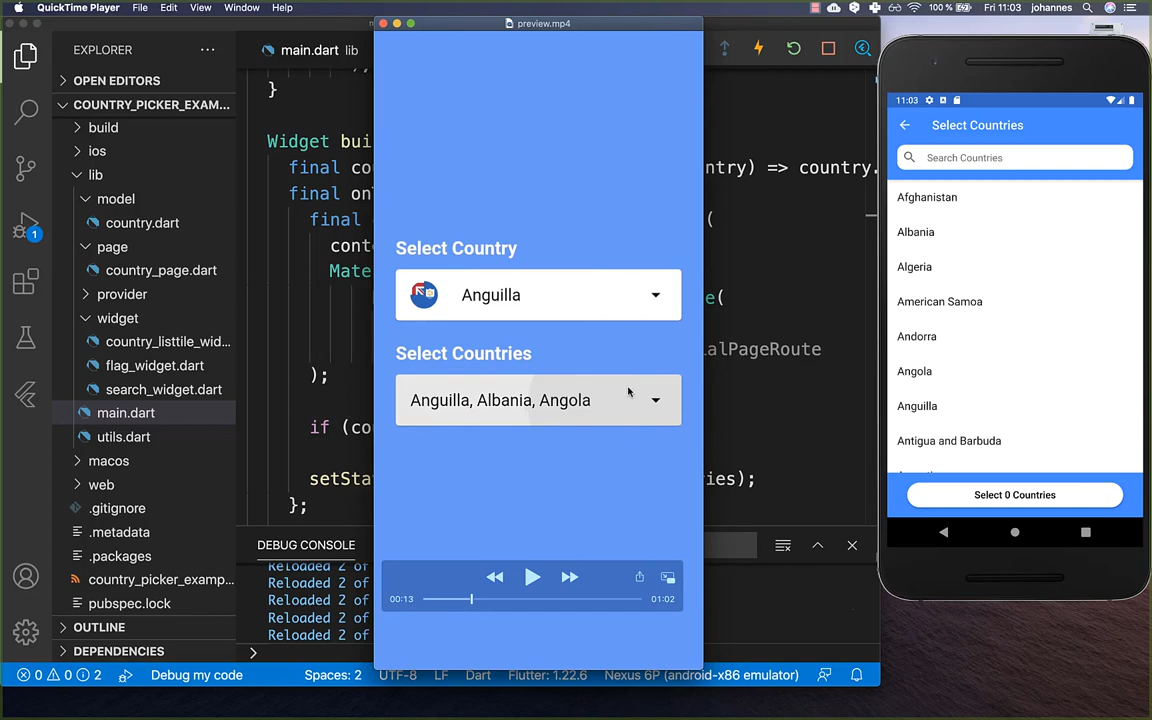 QuickTime Player File Edit View Window Help
100 % Fri 11:03 johannes
preview.mp4
EXPLORER
OPEN EDITORS
COUNTRY_PICKER_EXAM...
build
ios
lib
model
country.dart
page
country_page.dart
provider
widget
country_listtile_wid...
flag_widget.dart
search_widget.dart
main.dart
utils.dart
macos
web
.gitignore
.metadata
.packages
country_picker_examp...
pubspec.lock
OUTLINE
DEPENDENCIES
1
main.dart lib
}
Widget bui
final co
ntry) => country.
final on
final
(
cont
Mate
e(
ialPageRoute
);
if (co
setSta
ies);
};
DEBUG CONSOLE
Reloaded 2 of
Reloaded 2 of
Reloaded 2 of
Reloaded 2 of
Reloaded 2 of
Select Country
Anguilla
Select Countries
Anguilla, Albania, Angola
00:13
01:02
0 0 2 Debug my code Spaces: 2 UTF-8 LF Dart Flutter: 1.22.6 Nexus 6P (android-x86 emulator)
11:03
Select Countries
Search Countries
Afghanistan
Albania
Algeria
American Samoa
Andorra
Angola
Anguilla
Antigua and Barbuda
Select 0 Countries